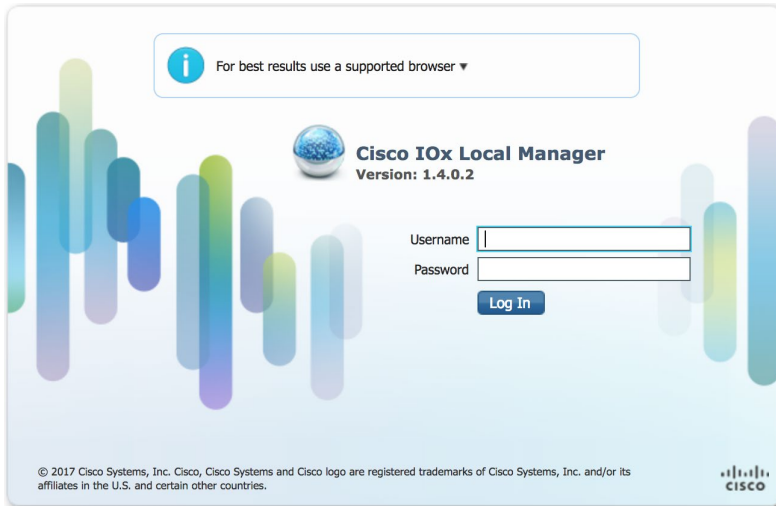 For best results use a supported browser ▼
Cisco IOx Local Manager
Version: 1.4.0.2
Username
Password
Log In
© 2017 Cisco Systems, Inc. Cisco, Cisco Systems and Cisco logo are registered trademarks of Cisco Systems, Inc. and/or its
affiliates in the U.S. and certain other countries.
CISCO